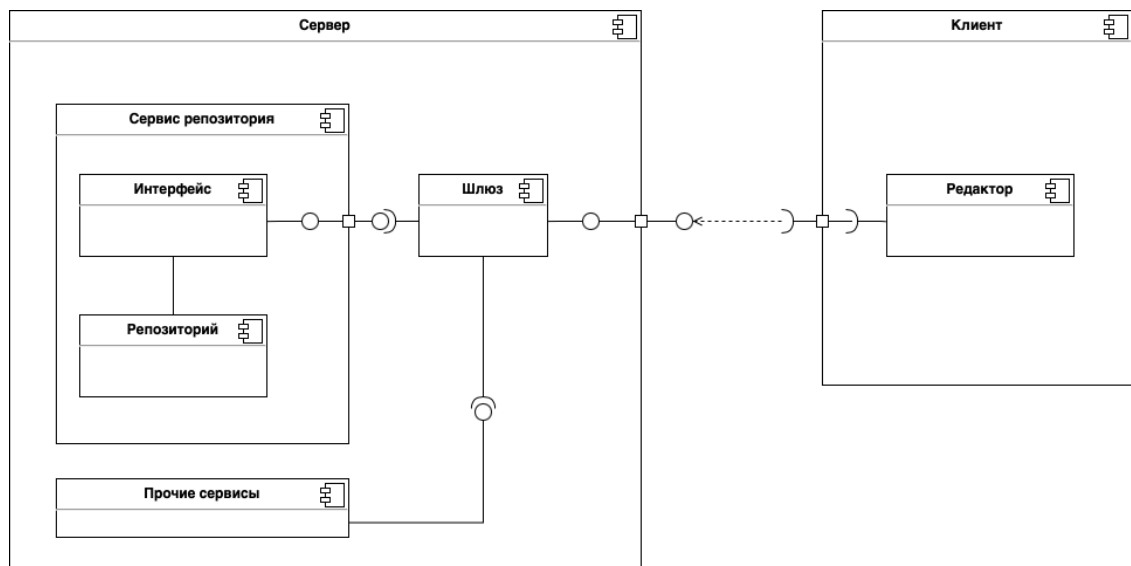 Сервер
Клиент
Сервис репозитория
Интерфейс
Шлюз
Редактор
Репозиторий
Прочие сервисы